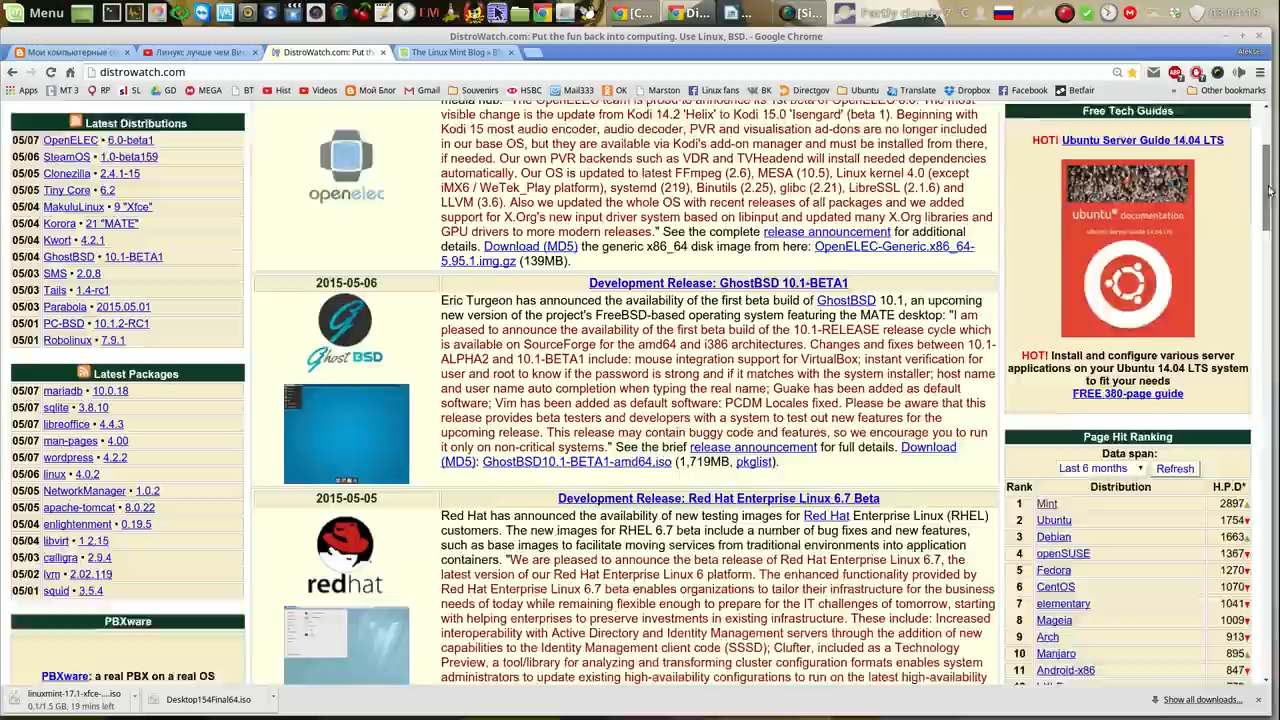 Menu
[C...
Di...
[Si...
Partly cloudy
7 °C
03:04:19
DistroWatch.com: Put the fun back into computing. Use Linux, BSD. - Google Chrome
Мои компьютерные со
Линукс лучше чем Вин
DistroWatch.com: Put th
The Linux Mint Blog » Bl
Alekse
distrowatch.com
Apps
MT 3
RP
SL
GD
MEGA
BT
Hist
Videos
Мой Блог
Gmail
Souvenirs
HSBC
Mail333
OK
Marston
Linux fans
BK
Directgov
Ubuntu
Translate
Dropbox
Facebook
Betfair
»
Other bookmarks
Latest Distributions
05/07 OpenELEC • 6.0-beta1
05/06 SteamOS • 1.0-beta159
05/05 Clonezilla • 2.4.1-15
05/05 Tiny Core • 6.2
05/04 MakuluLinux • 9 "Xfce"
05/04 Korora • 21 "MATE"
05/04 Kwort • 4.2.1
05/04 GhostBSD • 10.1-BETA1
05/03 SMS • 2.0.8
05/03 Tails • 1.4-rc1
05/03 Parabola • 2015.05.01
05/01 PC-BSD • 10.1.2-RC1
05/01 Robolinux • 7.9.1
Latest Packages
05/07 mariadb • 10.0.18
05/07 sqlite • 3.8.10
05/07 libreoffice • 4.4.3
05/07 man-pages • 4.00
05/07 wordpress • 4.2.2
05/06 linux • 4.0.2
05/05 NetworkManager • 1.0.2
05/05 apache-tomcat • 8.0.22
05/04 enlightenment • 0.19.5
05/04 libvirt • 1.2.15
05/03 calligra • 2.9.4
05/02 lvm • 2.02.119
05/01 squid • 3.5.4
PBXware
PBXware: a real PBX on a real OS
openelec
media hub: "The OpenELEC team is proud to announce its 1st beta of OpenELEC 6.0. The most
visible change is the update from Kodi 14.2 'Helix' to Kodi 15.0 'Isengard' (beta 1). Beginning with
Kodi 15 most audio encoder, audio decoder, PVR and visualisation ad-dons are no longer included
in our base OS, but they are available via Kodi's add-on manager and must be installed from there,
if needed. Our own PVR backends such as VDR and TVHeadend will install needed dependencies
automatically. Our OS is updated to latest FFmpeg (2.6), MESA (10.5), Linux kernel 4.0 (except
iMX6 / WeTek_Play platform), systemd (219), Binutils (2.25), glibc (2.21), LibreSSL (2.1.6) and
LLVM (3.6). Also we updated the whole OS with recent releases of all packages and we added
support for X.Org's new input driver system based on libinput and updated many X.Org libraries and
GPU drivers to more modern releases." See the complete release announcement for additional
details. Download (MD5) the generic x86_64 disk image from here: OpenELEC-Generic.x86_64-
5.95.1.img.gz (139MB).
2015-05-06
Development Release: GhostBSD 10.1-BETA1
Ghost BSD
Eric Turgeon has announced the availability of the first beta build of GhostBSD 10.1, an upcoming
new version of the project's FreeBSD-based operating system featuring the MATE desktop: "I am
pleased to announce the availability of the first beta build of the 10.1-RELEASE release cycle which
is available on SourceForge for the amd64 and i386 architectures. Changes and fixes between 10.1-
ALPHA2 and 10.1-BETA1 include: mouse integration support for VirtualBox; instant verification for
user and root to know if the password is strong and if it matches with the system installer; host name
and user name auto completion when typing the real name; Guake has been added as default
software; Vim has been added as default software; PCDM Locales fixed. Please be aware that this
release provides beta testers and developers with a system to test out new features for the
upcoming release. This release may contain buggy code and features, so we encourage you to run
it only on non-critical systems." See the brief release announcement for full details. Download
(MD5): GhostBSD10.1-BETA1-amd64.iso (1,719MB, pkglist).
2015-05-05
Development Release: Red Hat Enterprise Linux 6.7 Beta
redhat
Red Hat has announced the availability of new testing images for Red Hat Enterprise Linux (RHEL)
customers. The new images for RHEL 6.7 beta include a number of bug fixes and new features,
such as base images to facilitate moving services from traditional environments into application
containers. "We are pleased to announce the beta release of Red Hat Enterprise Linux 6.7, the
latest version of our Red Hat Enterprise Linux 6 platform. The enhanced functionality provided by
Red Hat Enterprise Linux 6.7 beta enables organizations to tailor their infrastructure for the business
needs of today while remaining flexible enough to prepare for the IT challenges of tomorrow, starting
with helping enterprises to preserve investments in existing infrastructure. These include: Increased
interoperability with Active Directory and Identity Management servers through the addition of new
capabilities to the Identity Management client code (SSSD); Clufter, included as a Technology
Preview, a tool/library for analyzing and transforming cluster configuration formats enables system
administrators to update existing high-availability configurations to run on the latest high-availability
Free Tech Guides
HOT! Ubuntu Server Guide 14.04 LTS
ubuntu documentation
ubuntu server guide 14.04 LTS
HOT! Install and configure various server
applications on your Ubuntu 14.04 LTS system
to fit your needs
FREE 380-page guide
Page Hit Ranking
Data span:
Last 6 months
Refresh
Rank Distribution H.P.D*
1 Mint 2897
2 Ubuntu 1754
3 Debian 1663
4 openSUSE 1367
5 Fedora 1270
6 CentOS 1070
7 elementary 1041
8 Mageia 1009
9 Arch 913
10 Manjaro 895
11 Android-x86 847
linuxmint-17.1-xfce-....iso
0,1/1.5 GB, 19 mins left
Desktop154Final64.iso
Show all downloads...